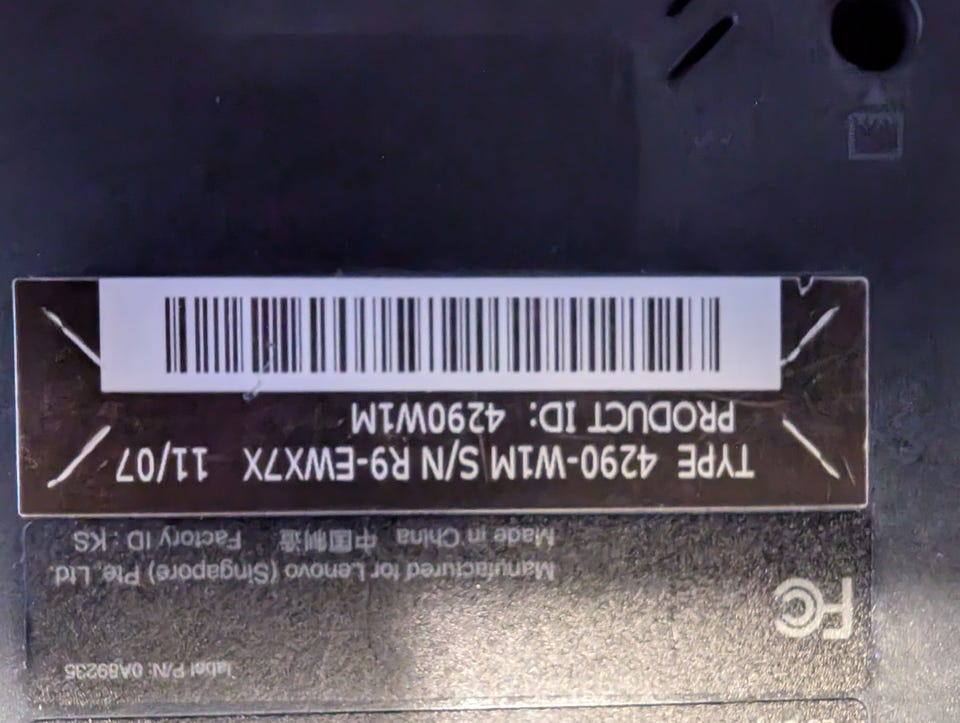 TYPE 4290-W1M S/N R9-EWX7X 11/07
PRODUCT ID: 4290W1M
label P/N: 0A89235
FC
Manufactured for Lenovo (Singapore) Pte. Ltd.
Made in China 中国制造 Factory ID : KS